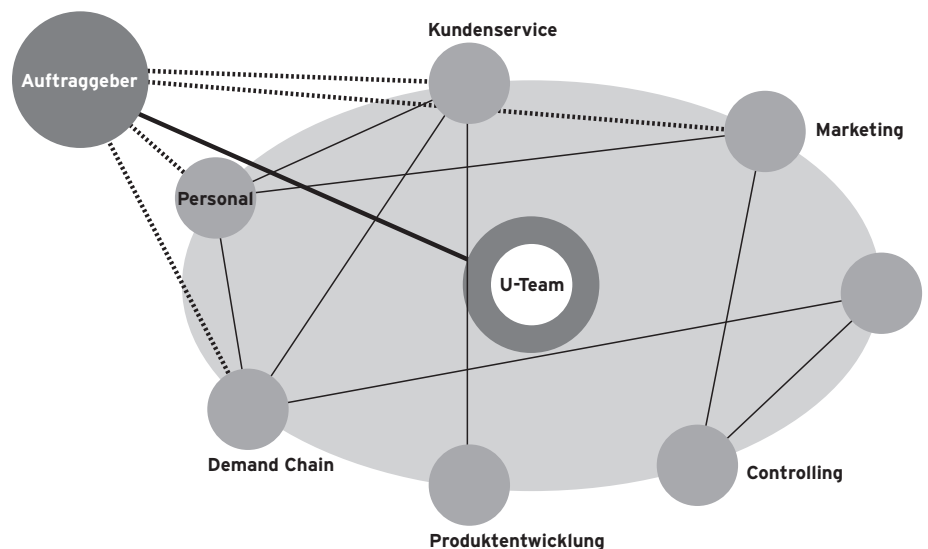 Kundenservice
Auftraggeber
Marketing
Personal
U-Team
Demand Chain
Controlling
Produktentwicklung